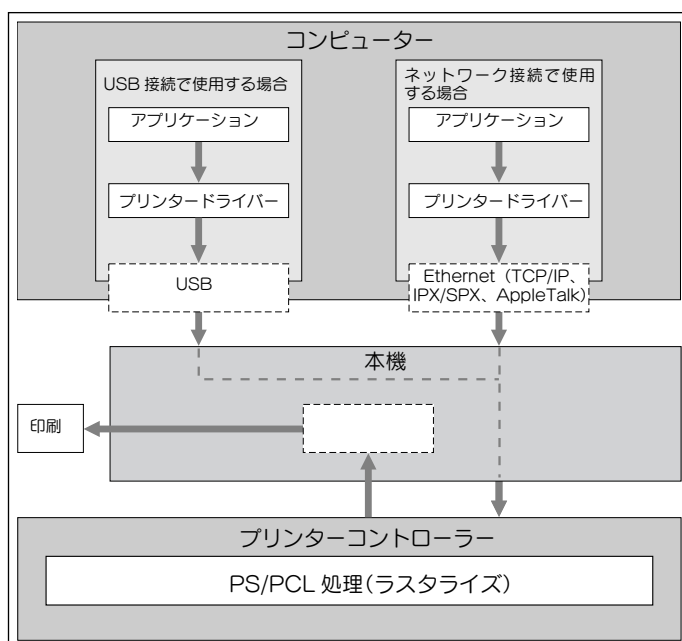 コンピューター
USB 接続で使用する場合
アプリケーション
プリンタードライバー
USB
ネットワーク接続で使用
する場合
アプリケーション
プリンタードライバー
Ethernet（TCP/IP、
IPX/SPX、AppleTalk）
本機
印刷
プリンターコントローラー
PS/PCL 処理（ラスタライズ）